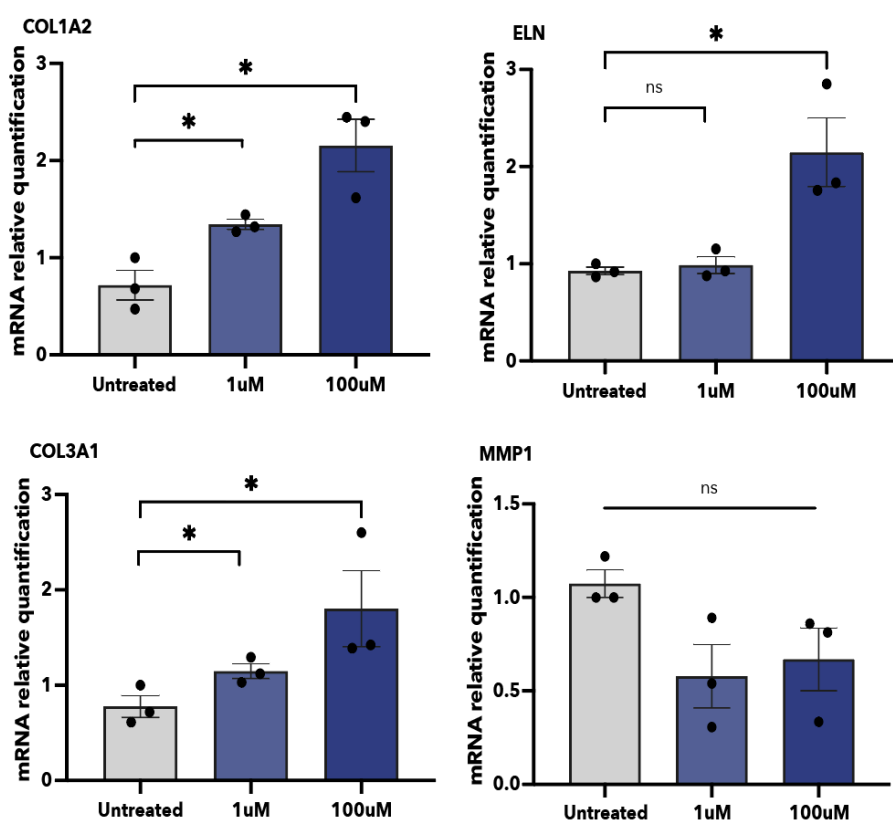 COL1A2
mRNA relative quantification
3
2
1
0
*
*
Untreated 1uM 100uM
ELN
mRNA relative quantification
3
2
1
0
*
ns
Untreated 1uM 100uM
COL3A1
mRNA relative quantification
3
2
1
0
*
*
Untreated 1uM 100uM
MMP1
mRNA relative quantification
1.5
1.0
0.5
0.0
ns
Untreated 1uM 100uM